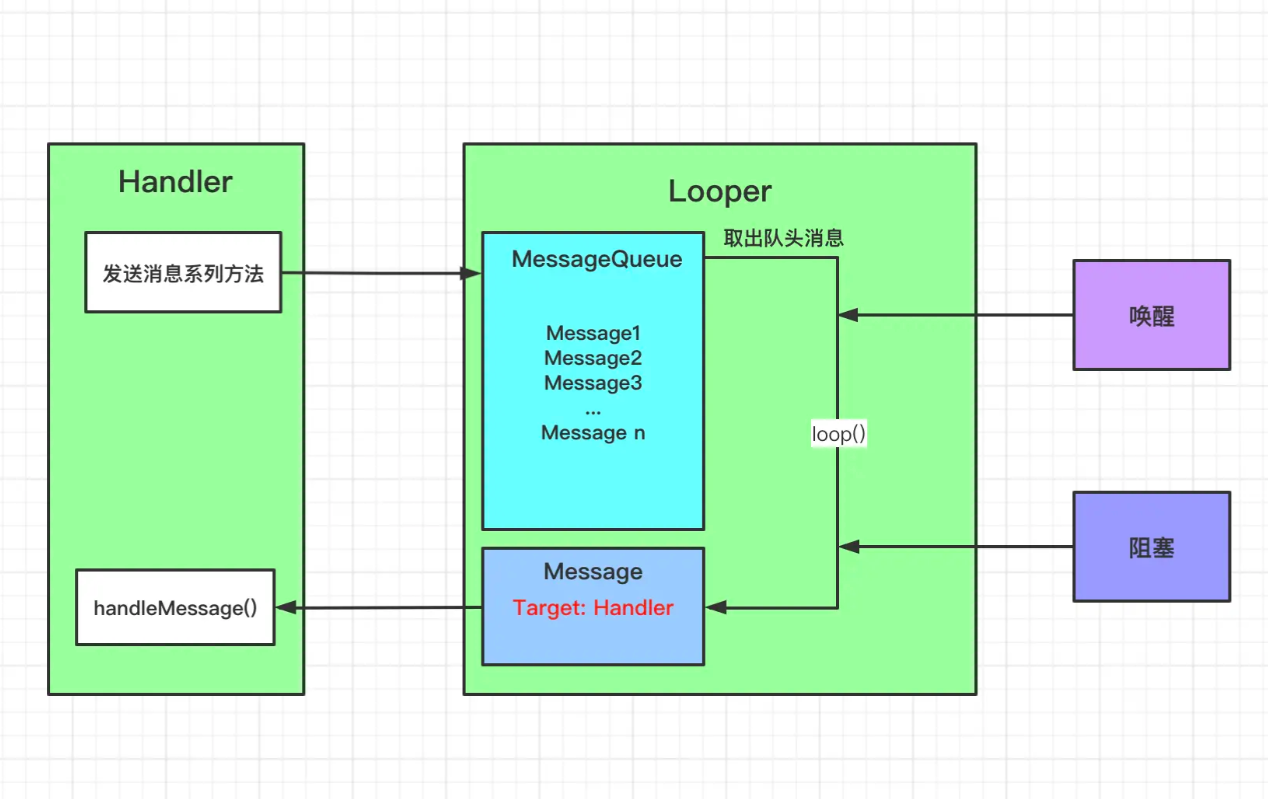 Handler
发送消息系列方法
handleMessage()
Looper
取出队头消息
MessageQueue
Message1
Message2
Message3
...
Message n
loop()
Message
Target: Handler
唤醒
阻塞